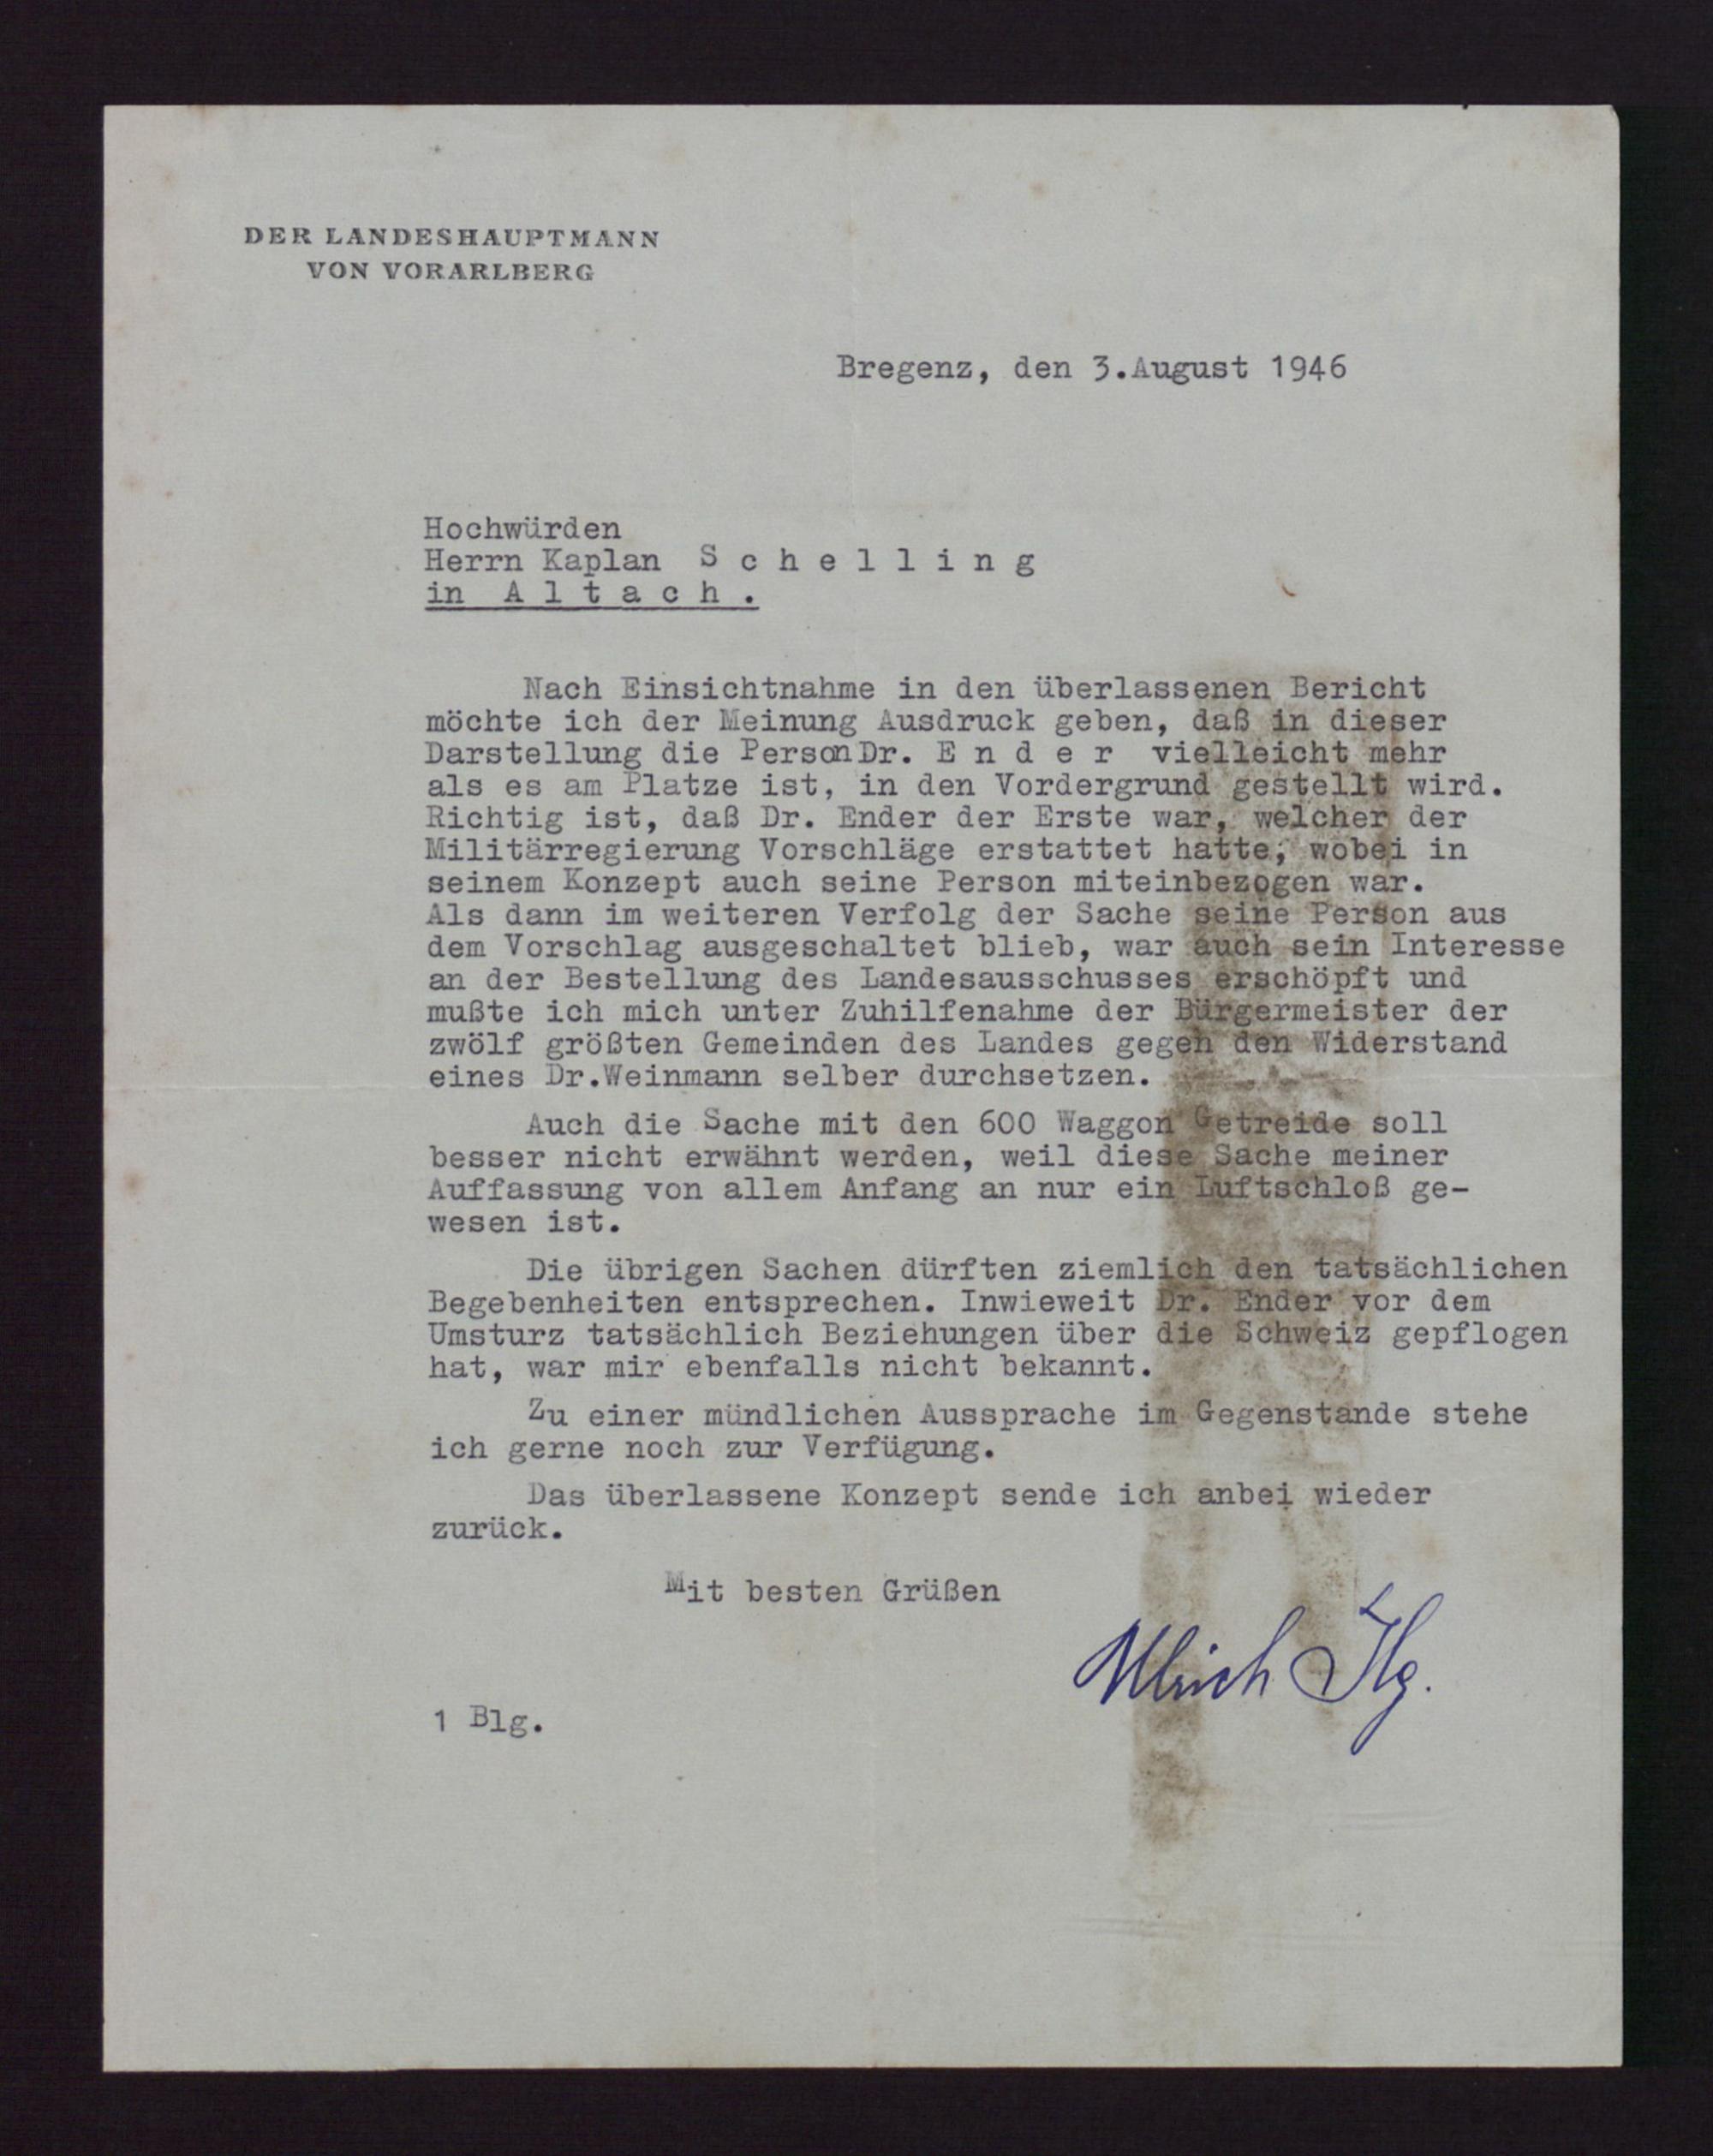 DER LANDESHAUPTMANN
VON VORARLBERG
Bregenz, den 3.August 1946
Hochwürden
Herrn Kaplan S c h e l l i n g
in A l t a c h .
Nach Einsichtnahme in den überlassenen Bericht
möchte ich der Meinung Ausdruck geben, daß in dieser
Darstellung die Person Dr. E n d e r vielleicht mehr
als es am Platze ist, in den Vordergrund gestellt wird.
Richtig ist, daß Dr. Ender der Erste war, welcher der
Militärregierung Vorschläge erstattet hatte, wobei in
seinem Konzept auch seine Person miteinbezogen war.
Als dann im weiteren Verfolg der Sache seine Person aus
dem Vorschlag ausgeschaltet blieb, war auch sein Interesse
an der Bestellung des Landesausschusses erschöpft und
mußte ich mich unter Zuhilfenahme der Bürgermeister der
zwölf größten Gemeinden des Landes gegen den Widerstand
eines Dr.Weinmann selber durchsetzen.
Auch die Sache mit den 600 Waggon Getreide soll
besser nicht erwähnt werden, weil diese Sache meiner
Auffassung von allem Anfang an nur ein Luftschloß ge-
wesen ist.
Die übrigen Sachen dürften ziemlich den tatsächlichen
Begebenheiten entsprechen. Inwieweit Dr. Ender vor dem
Umsturz tatsächlich Beziehungen über die Schweiz gepflogen
hat, war mir ebenfalls nicht bekannt.
Zu einer mündlichen Aussprache im Gegenstande stehe
ich gerne noch zur Verfügung.
Das überlassene Konzept sende ich anbei wieder
zurück.
Mit besten Grüßen
Ulrich Ilg.
1 Blg.